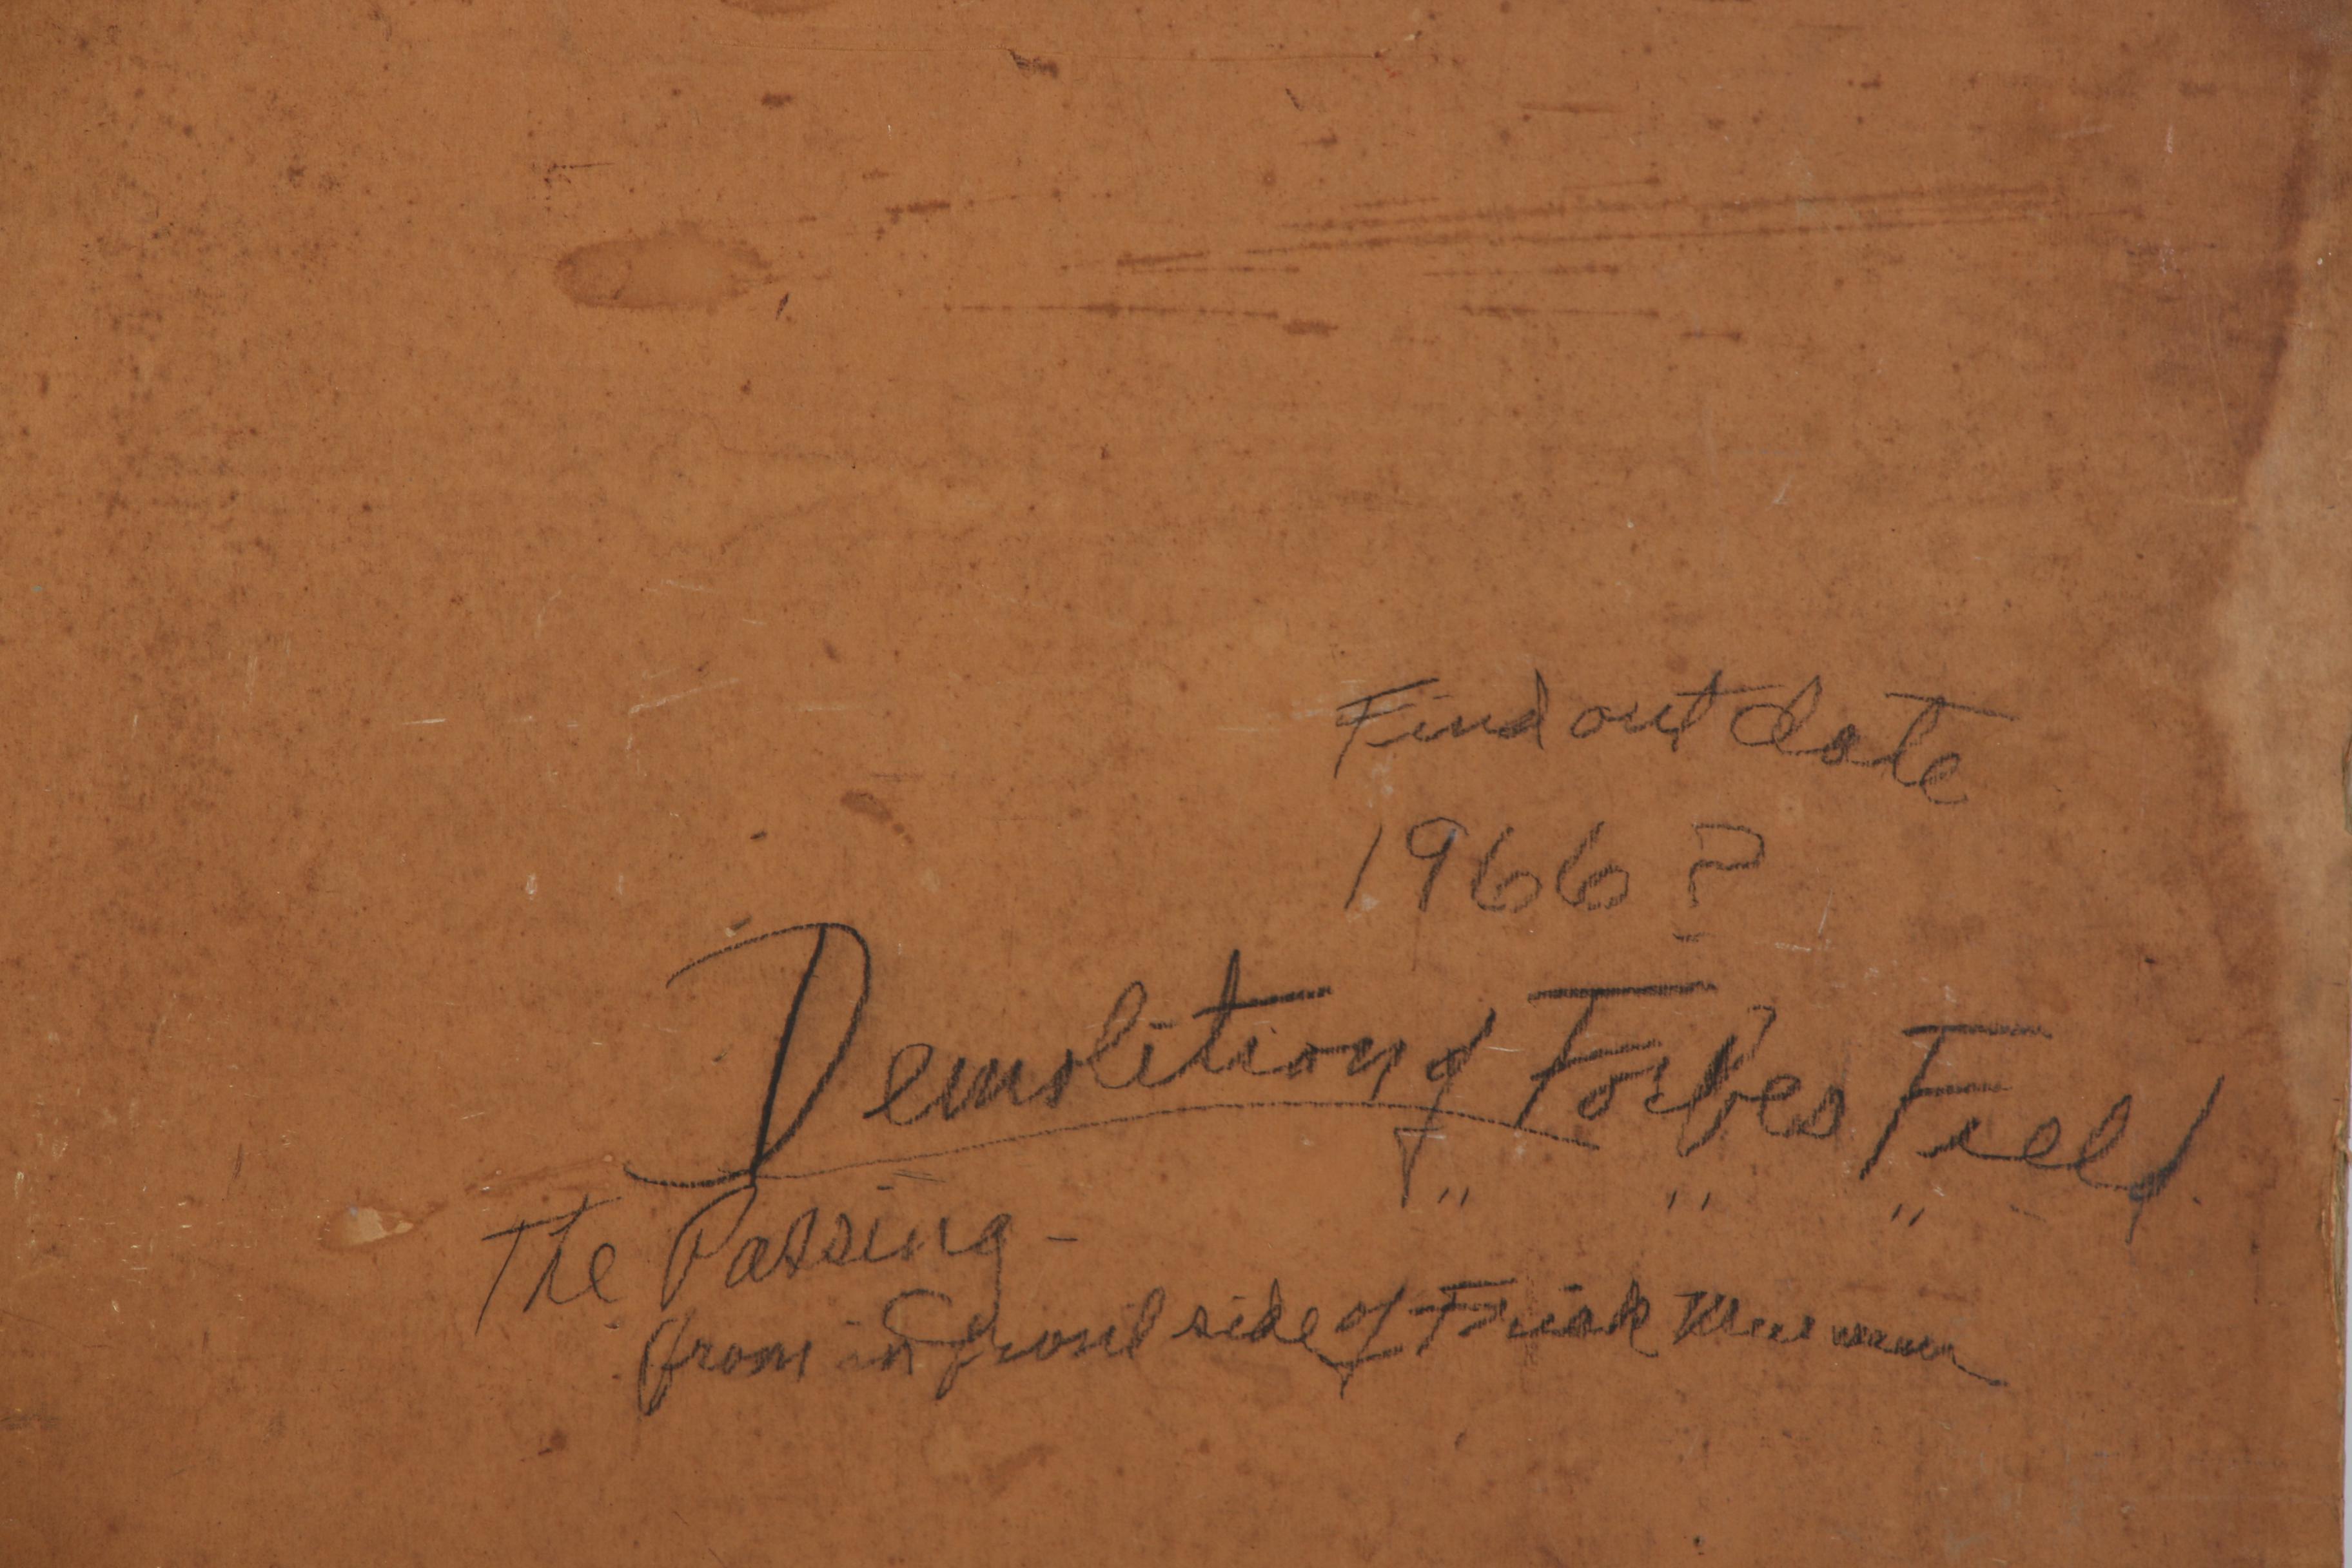 Find out date
1966?
Demolition of Forbes Field
The Passing - " " "
from in front side of Frick Museum